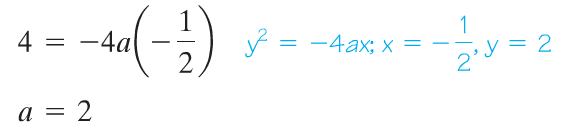 4 = −4a(−1/2) y² = −4ax; x = −1/2, y = 2
a = 2